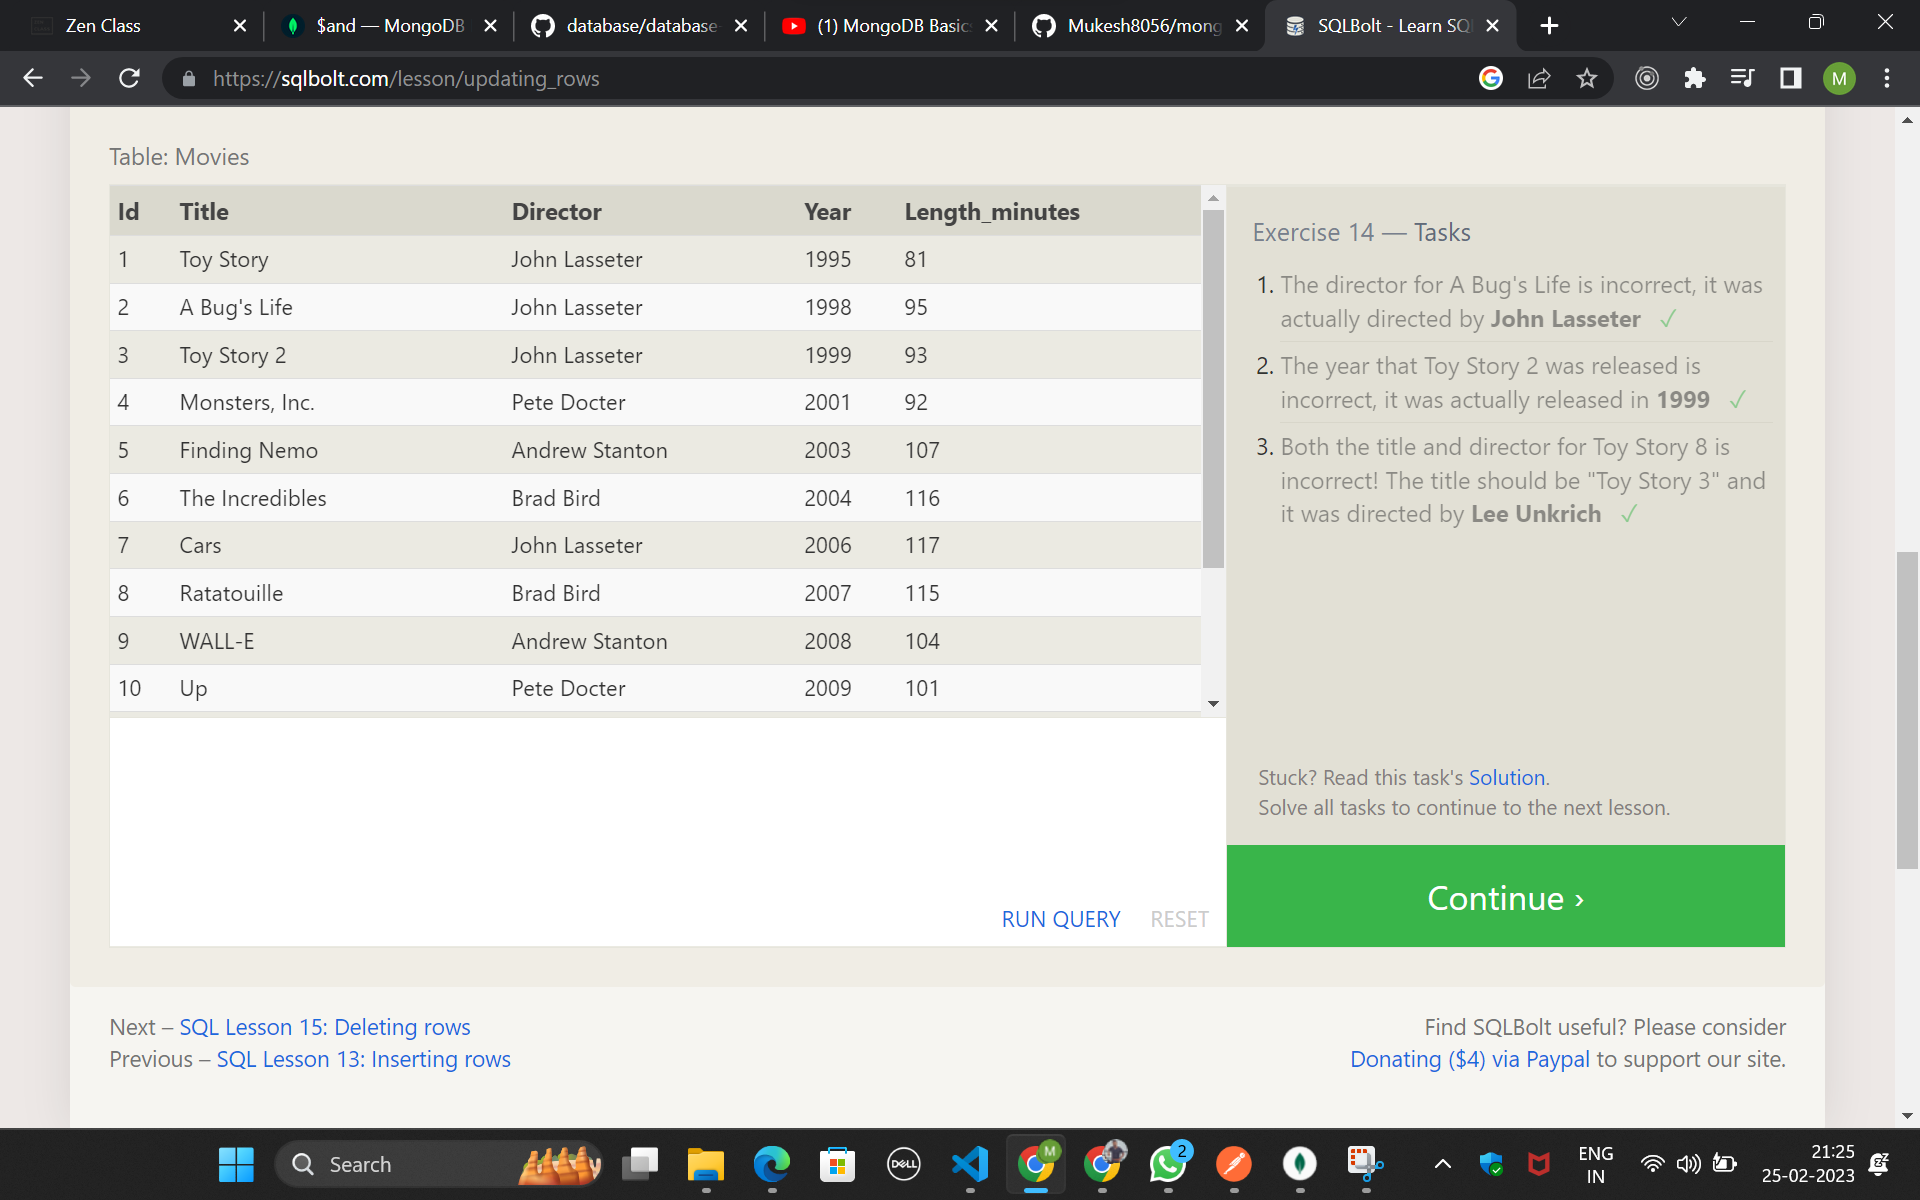 Zen Class
$and — MongoDB
database/database-
(1) MongoDB Basic
Mukesh8056/mong
SQLBolt - Learn SQ
https://sqlbolt.com/lesson/updating_rows
M
Table: Movies
Id Title Director Year Length_minutes
1 Toy Story John Lasseter 1995 81
2 A Bug's Life John Lasseter 1998 95
3 Toy Story 2 John Lasseter 1999 93
4 Monsters, Inc. Pete Docter 2001 92
5 Finding Nemo Andrew Stanton 2003 107
6 The Incredibles Brad Bird 2004 116
7 Cars John Lasseter 2006 117
8 Ratatouille Brad Bird 2007 115
9 WALL-E Andrew Stanton 2008 104
10 Up Pete Docter 2009 101
RUN QUERY RESET
Exercise 14 — Tasks
1. The director for A Bug's Life is incorrect, it was
actually directed by John Lasseter ✓
2. The year that Toy Story 2 was released is
incorrect, it was actually released in 1999 ✓
3. Both the title and director for Toy Story 8 is
incorrect! The title should be "Toy Story 3" and
it was directed by Lee Unkrich ✓
Stuck? Read this task's Solution.
Solve all tasks to continue to the next lesson.
Continue ›
Next – SQL Lesson 15: Deleting rows
Previous – SQL Lesson 13: Inserting rows
Find SQLBolt useful? Please consider
Donating ($4) via Paypal to support our site.
Search
DELL
M
2
ENG
IN
21:25
25-02-2023